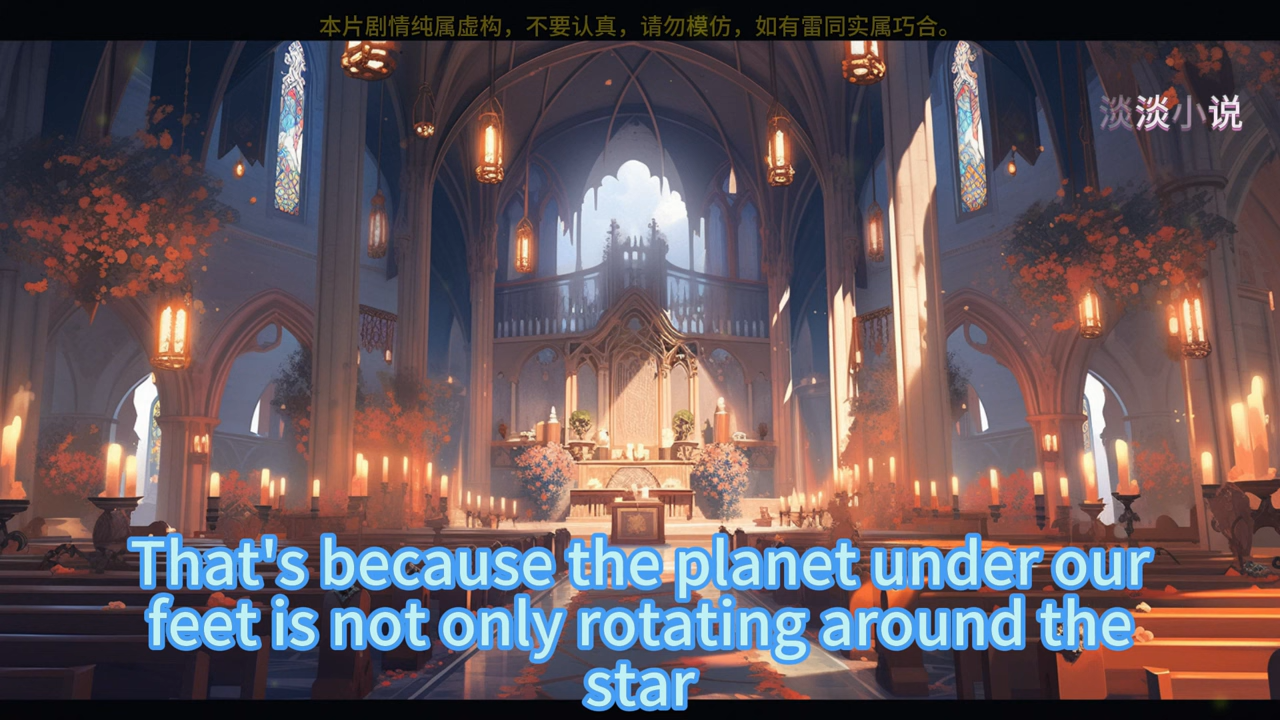 本片剧情纯属虚构，不要认真，请勿模仿，如有雷同实属巧合。
淡淡小说
That's because the planet under our
feet is not only rotating around the
star